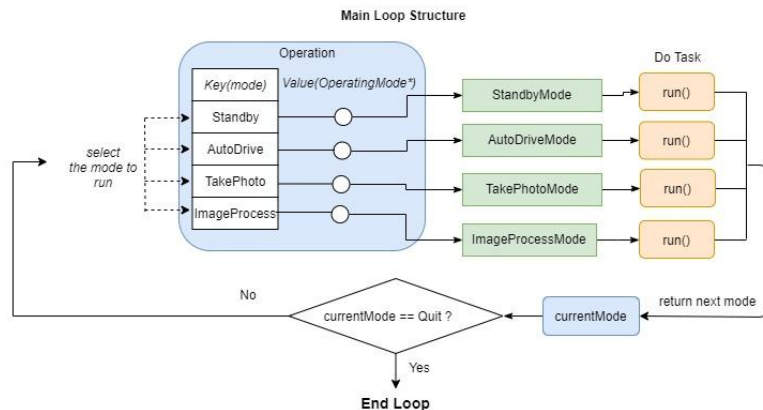 Main Loop Structure
Operation
Do Task
Key(mode)
Value(OperatingMode*)
Standby
StandbyMode
run()
AutoDrive
AutoDriveMode
run()
select
the mode to
run
TakePhoto
TakePhotoMode
run()
ImageProcess
ImageProcessMode
run()
No
currentMode == Quit ?
currentMode
return next mode
Yes
End Loop